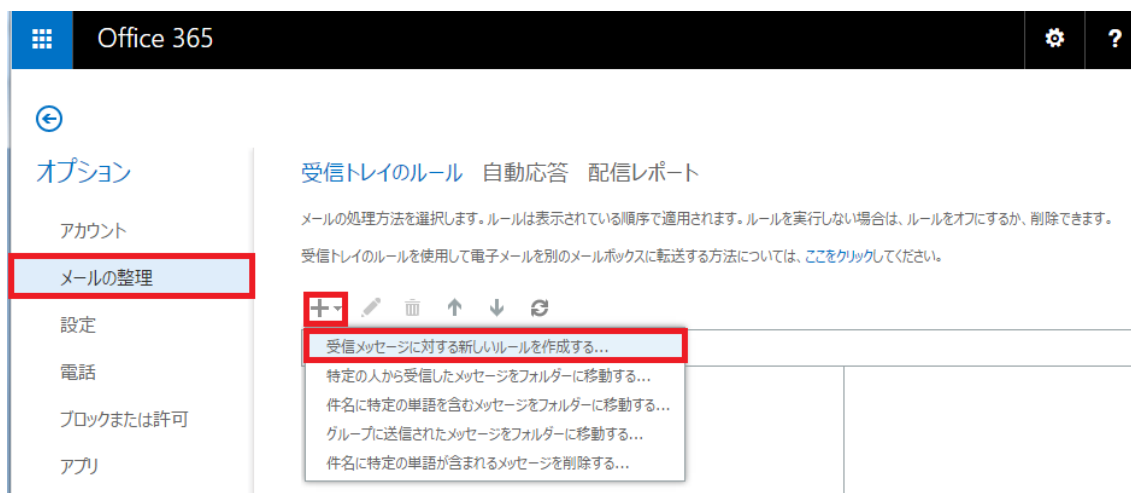 Office 365
?
オプション
アカウント
メールの整理
設定
電話
ブロックまたは許可
アプリ
受信トレイのルール 自動応答 配信レポート
メールの処理方法を選択します。ルールは表示されている順序で適用されます。ルールを実行しない場合は、ルールをオフにするか、削除できます。
受信トレイのルールを使用して電子メールを別のメールボックスに転送する方法については、ここをクリックしてください。
受信メッセージに対する新しいルールを作成する...
特定の人から受信したメッセージをフォルダーに移動する...
件名に特定の単語を含むメッセージをフォルダーに移動する...
グループに送信されたメッセージをフォルダーに移動する...
件名に特定の単語が含まれるメッセージを削除する...